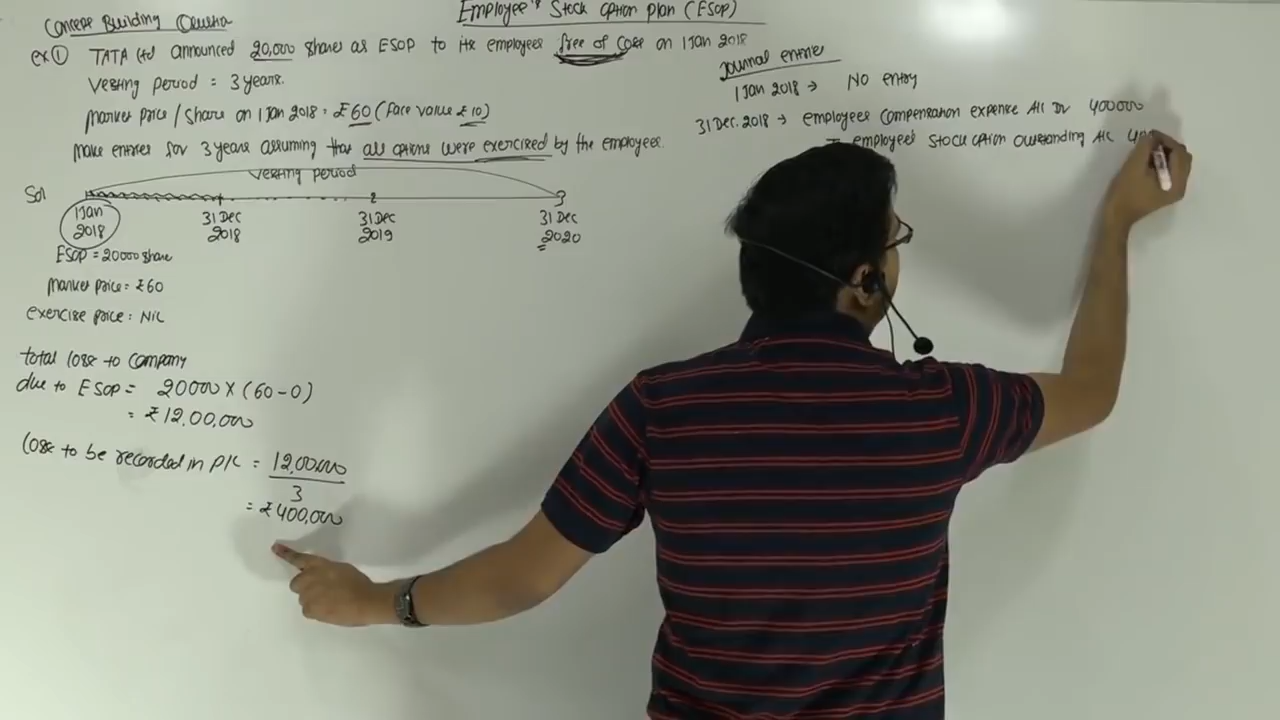 Concept Building Question
Employee's Stock option plan (ESOP)
ex ① TATA Ltd announced 20,000 shares as ESOP to its employees free of cost on 1 Jan 2018
Vesting period = 3 years.
Market price/share on 1 Jan 2018 = ₹60 (face value ₹10)
Make entries for 3 years assuming that all options were exercised by the employees.
Sol
Vesting period
1 Jan 2018
31 Dec 2018
2
31 Dec 2019
3
31 Dec 2020
ESOP = 20000 share
Market price = ₹60
exercise price = NIL
total loss to company
due to ESOP = 20000 × (60-0)
= ₹12,00,000
loss to be recorded in P/L = 12,00,000
3
= ₹400,000
Journal entries
1 Jan 2018 → No entry
31 Dec. 2018 → employees compensation expense A/c Dr 400000
employee's stock option outstanding A/c